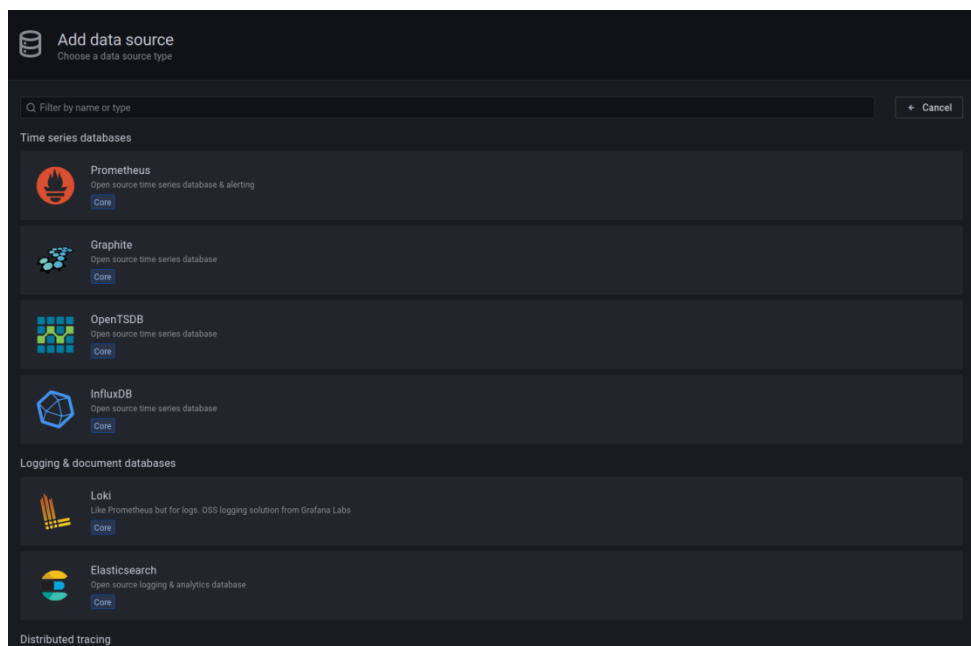 Add data source
Choose a data source type
Filter by name or type
Cancel
Time series databases
Prometheus
Open source time series database & alerting
Core
Graphite
Open source time series database
Core
OpenTSDB
Open source time series database
Core
InfluxDB
Open source time series database
Core
Logging & document databases
Loki
Like Prometheus but for logs. OSS logging solution from Grafana Labs
Core
Elasticsearch
Open source logging & analytics database
Core
Distributed tracing